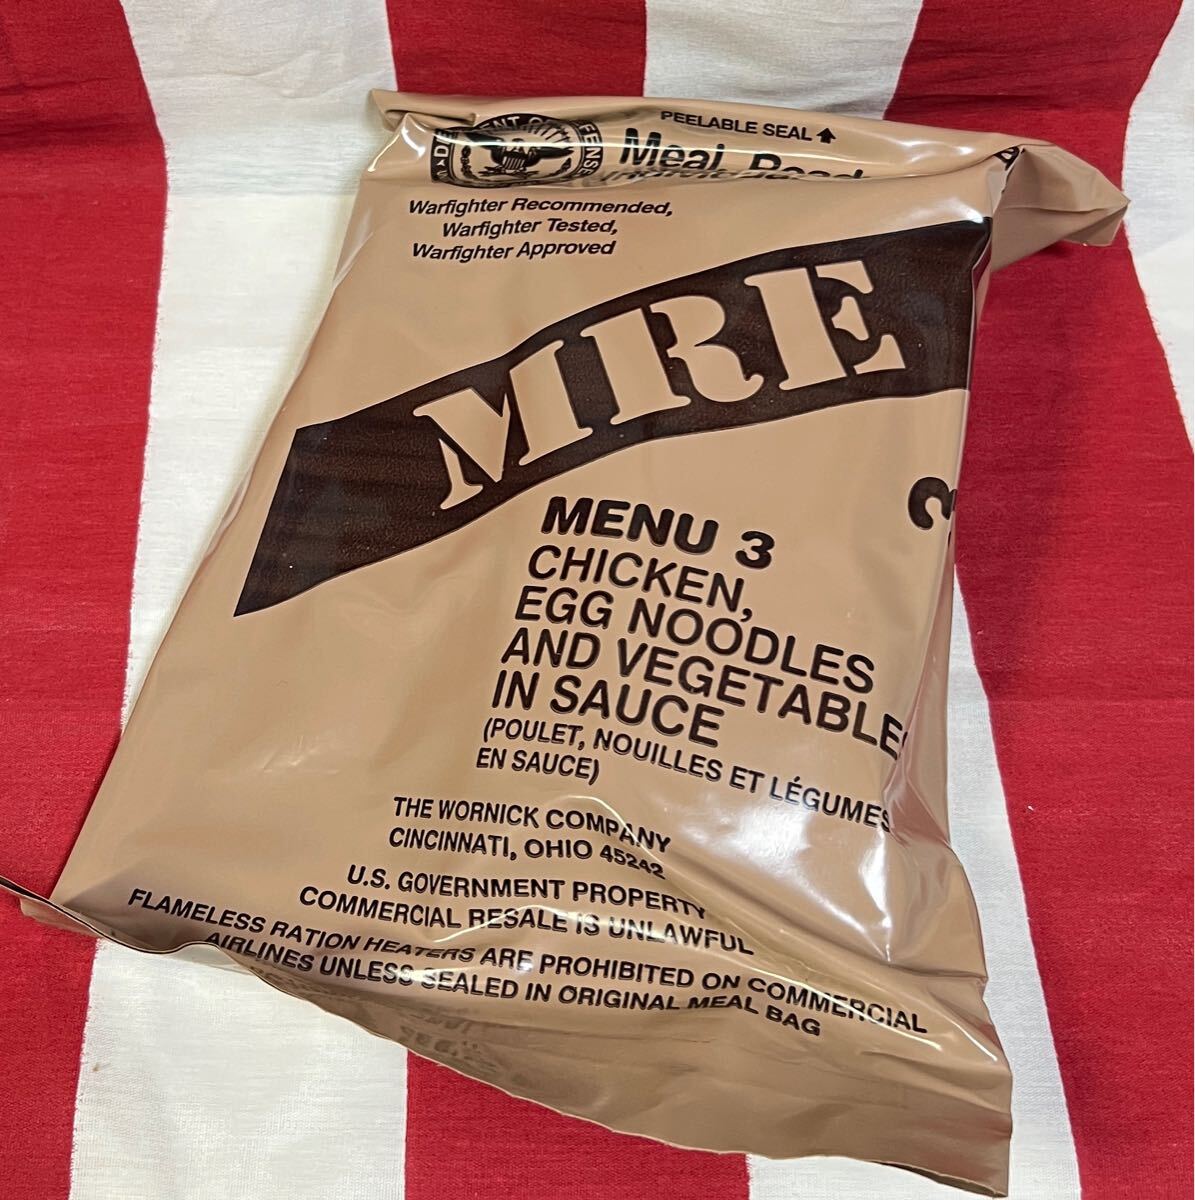 PEELABLE SEAL ↑
Meal,
Warfighter Recommended,
Warfighter Tested,
Warfighter Approved
MRE
3
MENU 3
CHICKEN,
EGG NOODLES
AND VEGETABLES
IN SAUCE
(POULET, NOUILLES ET LÉGUMES
EN SAUCE)
THE WORNICK COMPANY
CINCINNATI, OHIO 45242
U.S. GOVERNMENT PROPERTY
COMMERCIAL RESALE IS UNLAWFUL
FLAMELESS RATION HEATERS ARE PROHIBITED ON COMMERCIAL
AIRLINES UNLESS SEALED IN ORIGINAL MEAL BAG